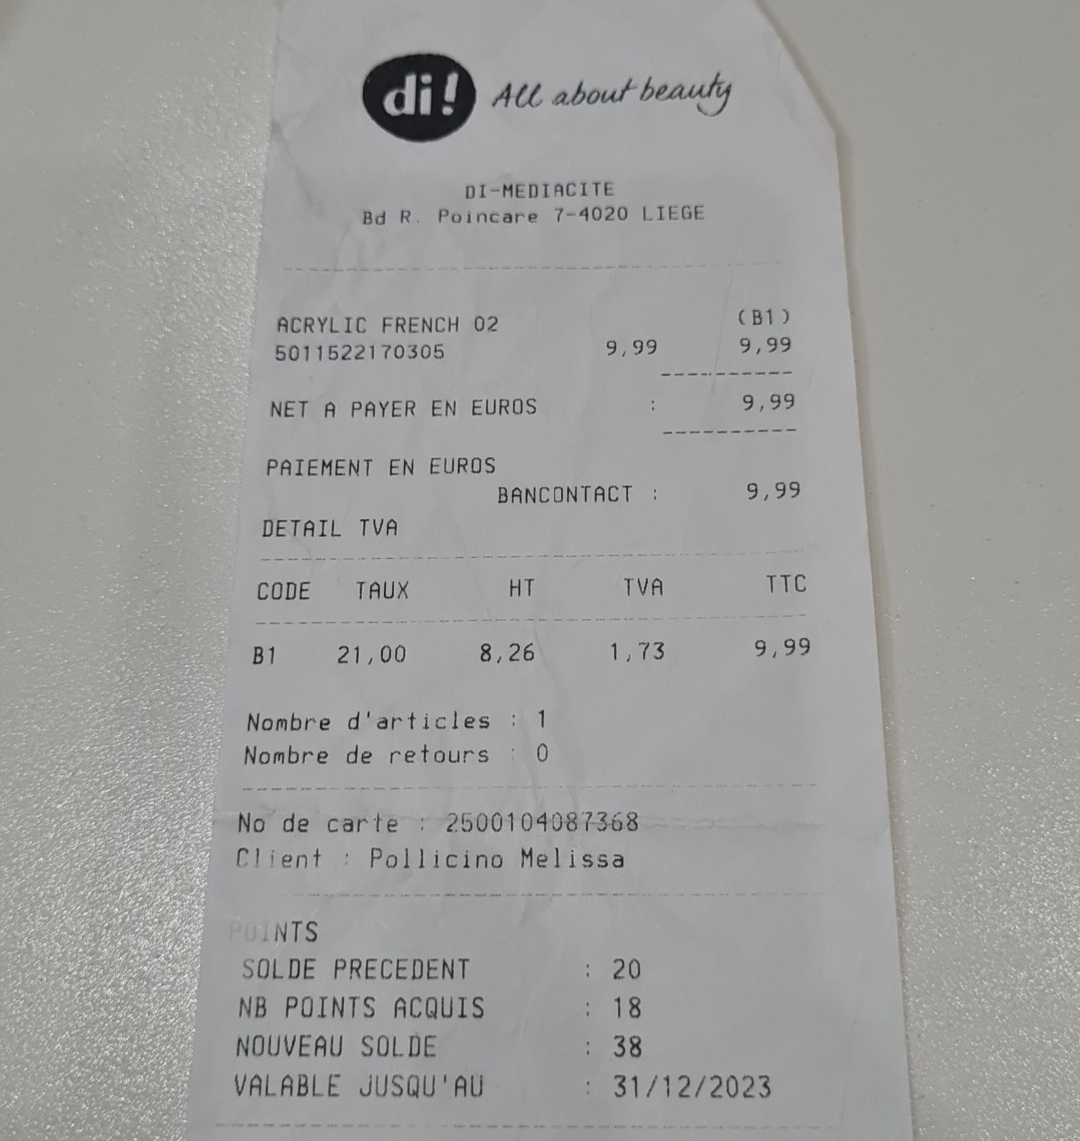 di! All about beauty
DI-MEDIACITE
Bd R. Poincare 7-4020 LIEGE
(B1)
ACRYLIC FRENCH 02
5011522170305 9,99 9,99
NET A PAYER EN EUROS : 9,99
PAIEMENT EN EUROS
BANCONTACT : 9,99
DETAIL TVA
CODE TAUX HT TVA TTC
B1 21,00 8,26 1,73 9,99
Nombre d'articles : 1
Nombre de retours : 0
No de carte : 2500104087368
Client : Pollicino Melissa
POINTS
SOLDE PRECEDENT : 20
NB POINTS ACQUIS : 18
NOUVEAU SOLDE : 38
VALABLE JUSQU'AU : 31/12/2023